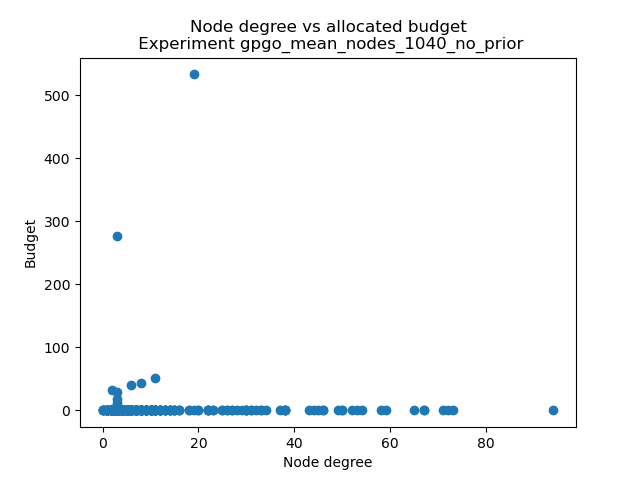 Node degree vs allocated budget
Experiment gpgo_mean_nodes_1040_no_prior
500
400
300
200
100
0
Budget
0 20 40 60 80
Node degree